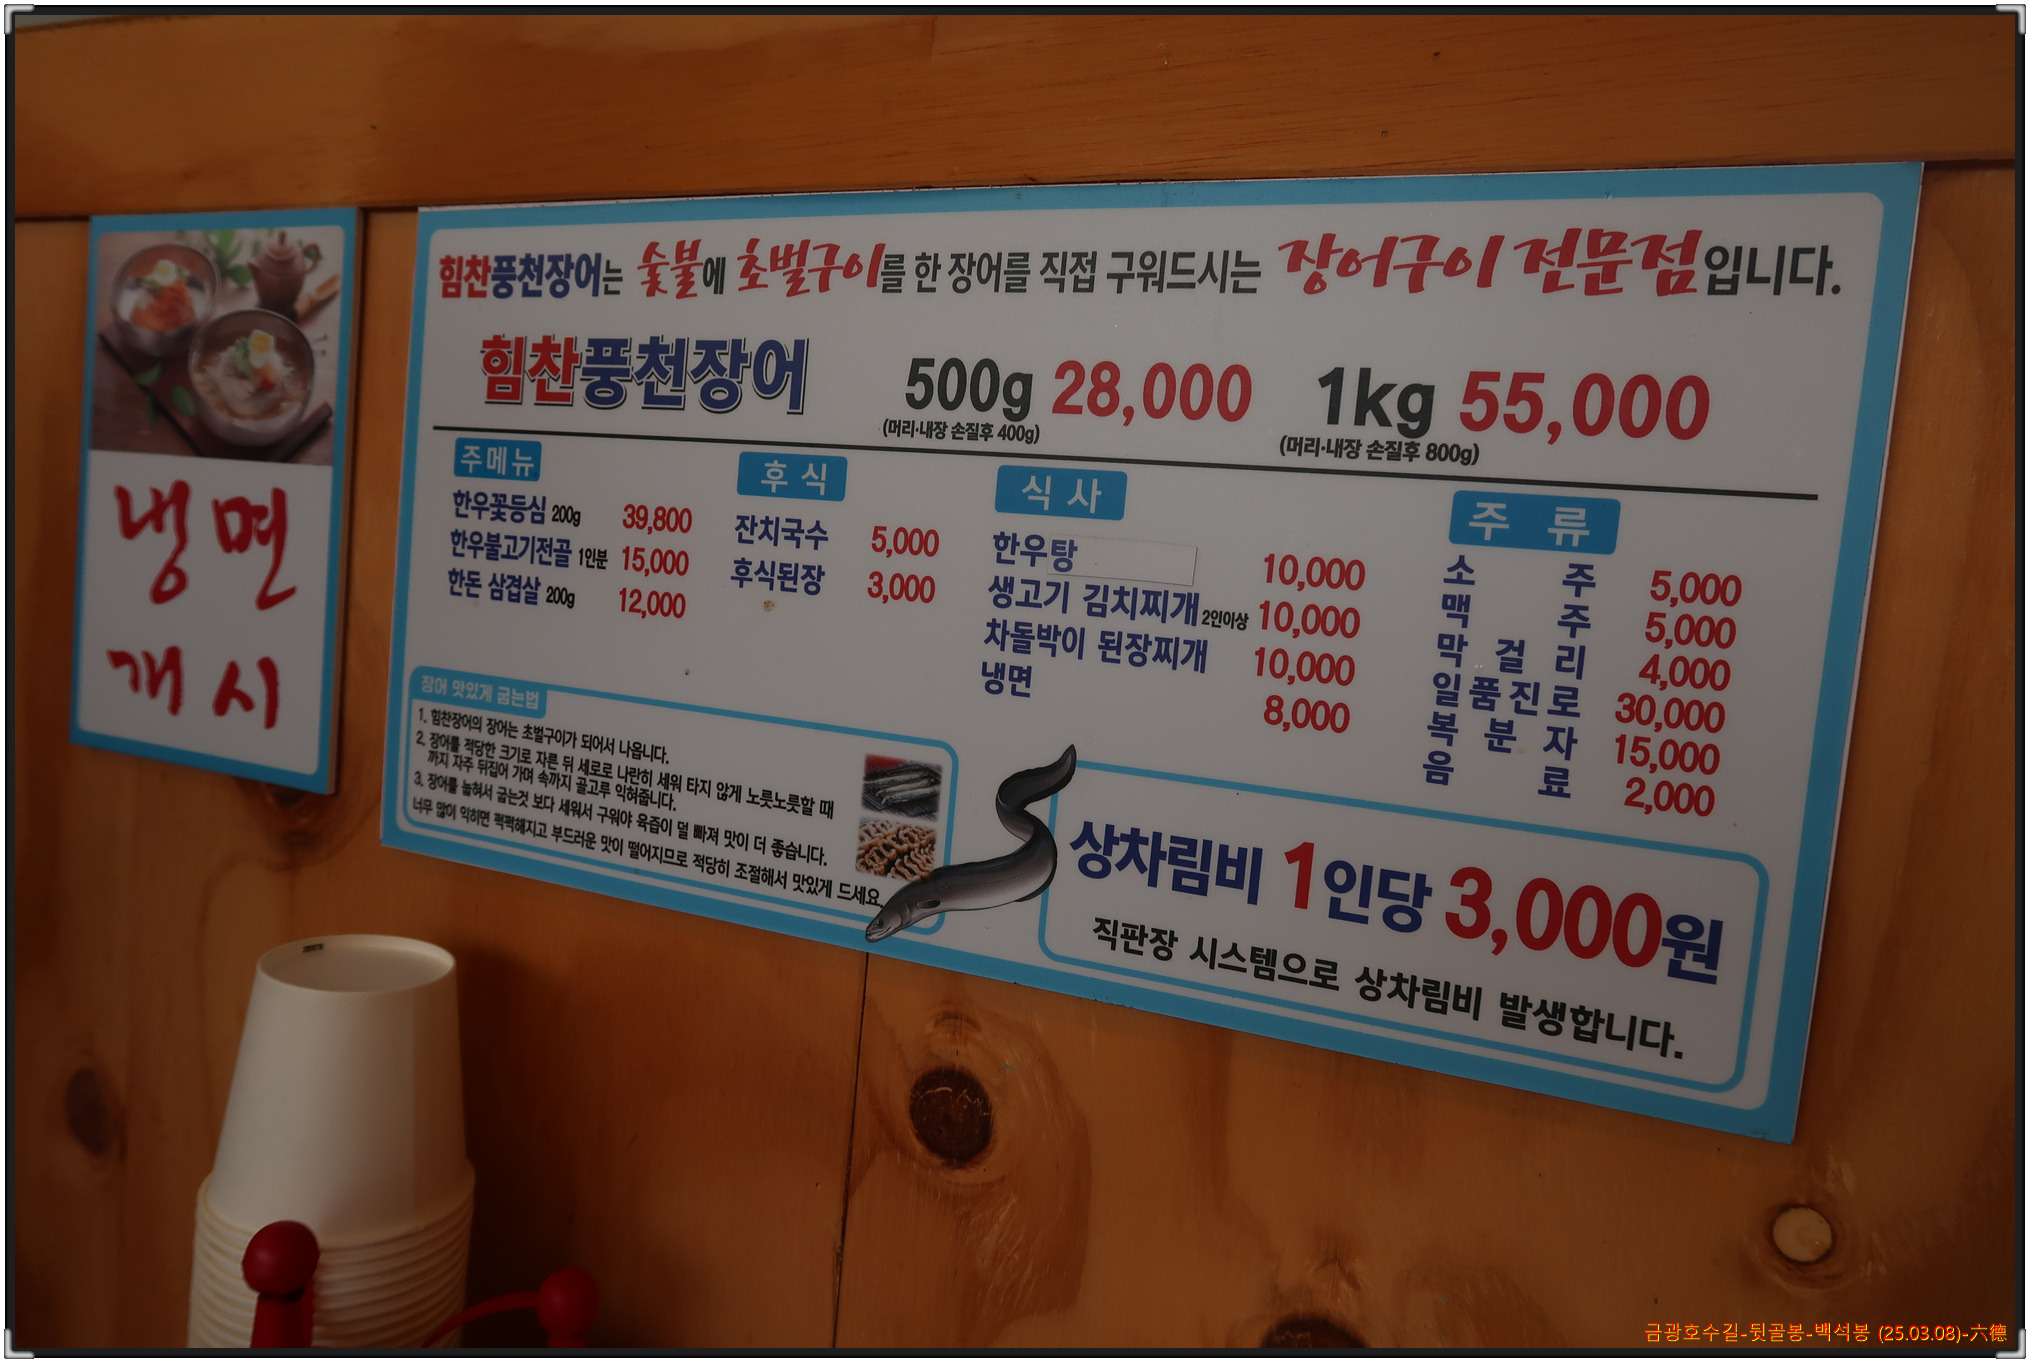 힘찬풍천장어는 숯불에 초벌구이를 한 장어를 직접 구워드시는 장어구이 전문점입니다.
힘찬풍천장어 500g 28,000 1kg 55,000
(머리·내장 손질후 400g) (머리·내장 손질후 800g)
주메뉴
한우꽃등심 200g 39,800
한우불고기전골 1인분 15,000
한돈 삼겹살 200g 12,000
후식
잔치국수 5,000
후식된장 3,000
식사
한우탕 10,000
생고기 김치찌개 2인이상 10,000
차돌박이 된장찌개 10,000
냉면 8,000
주류
소주 5,000
맥주 5,000
막걸리 4,000
일품진로 30,000
복분자 15,000
음료 2,000
장어 맛있게 굽는법
1. 힘찬장어의 장어는 초벌구이가 되어서 나옵니다.
2. 장어를 적당한 크기로 자른 뒤 세로로 나란히 세워 타지 않게 노릇노릇할 때
까지 자주 뒤집어 가며 속까지 골고루 익혀줍니다.
3. 장어를 눕혀서 굽는것 보다 세워서 구워야 육즙이 덜 빠져 맛이 더 좋습니다.
너무 많이 익히면 퍽퍽해지고 부드러운 맛이 떨어지므로 적당히 조절해서 맛있게 드세요.
상차림비 1인당 3,000원
직판장 시스템으로 상차림비 발생합니다.
냉면
개시
금광호수길-뒷골봉-백석봉 (25.03.08)-六德